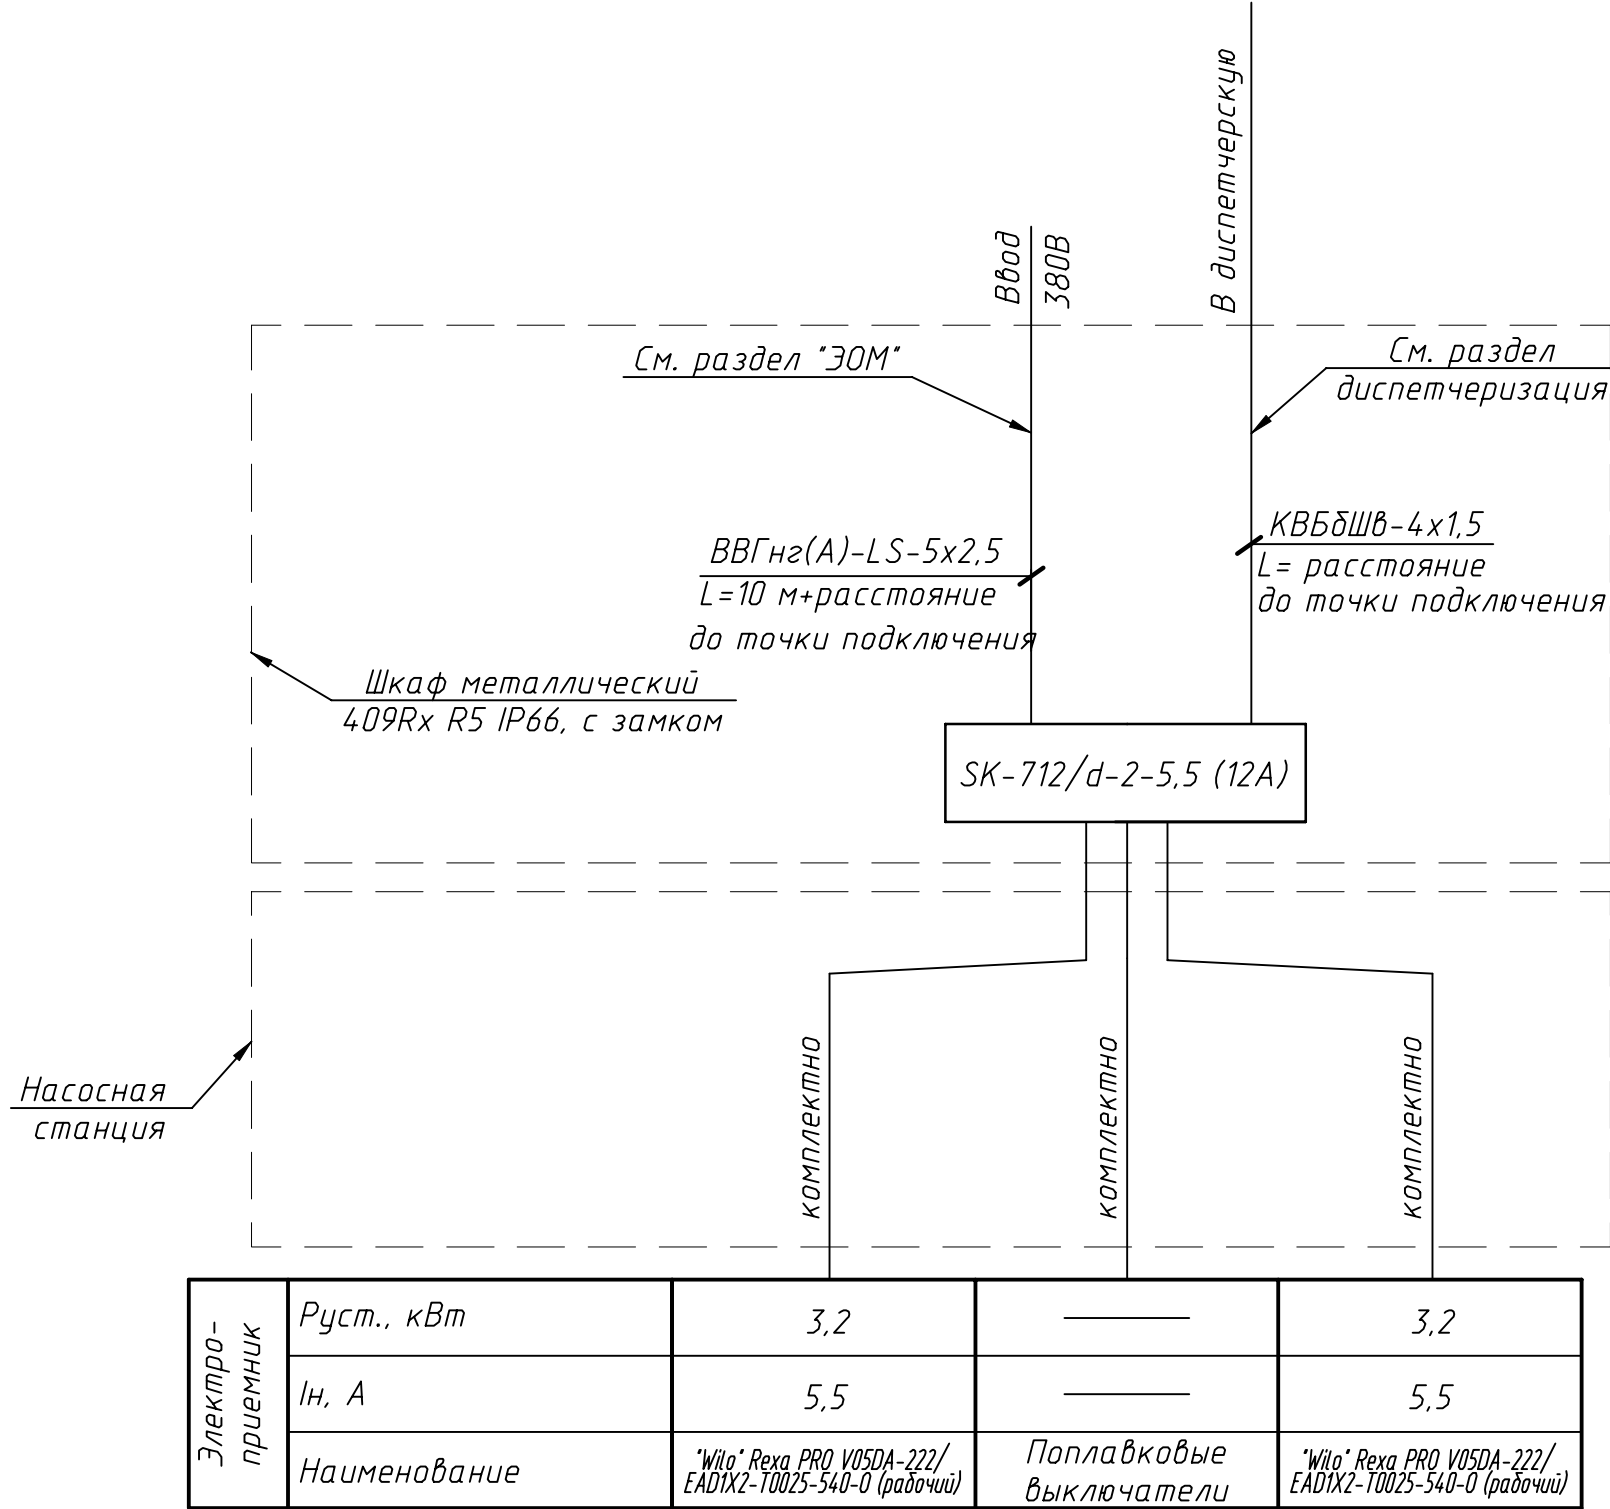 В диспетчерскую
Ввод
380В
См. раздел "ЭОМ"
См. раздел
диспетчеризация
КВБбШв-4х1,5
L= расстояние
до точки подключения
ВВГнг(А)-LS-5х2,5
L=10 м+расстояние
до точки подключения
Шкаф металлический
409Rx R5 IP66, с замком
SK-712/d-2-5,5 (12А)
Насосная
станция
комплектно
комплектно
комплектно
Электро-
приемник
Руст., кВт
3,2
3,2
Iн, А
5,5
5,5
Наименование
"Wilo" Rexa PRO V05DA-222/
EAD1X2-T0025-540-O (рабочий)
Поплавковые
выключатели
"Wilo" Rexa PRO V05DA-222/
EAD1X2-T0025-540-O (рабочий)